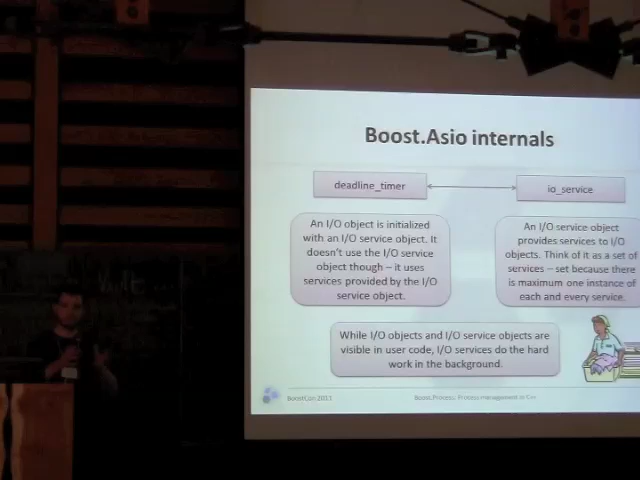 Boost.Asio internals
deadline_timer
io_service
An I/O object is initialized
with an I/O service object. It
doesn't use the I/O service
object though – it uses
services provided by the I/O
service object.
An I/O service object
provides services to I/O
objects. Think of it as a set of
services – set because there
is maximum one instance of
each and every service.
While I/O objects and I/O service objects are
visible in user code, I/O services do the hard
work in the background.
BoostCon 2011
Boost.Process: Process management in C++